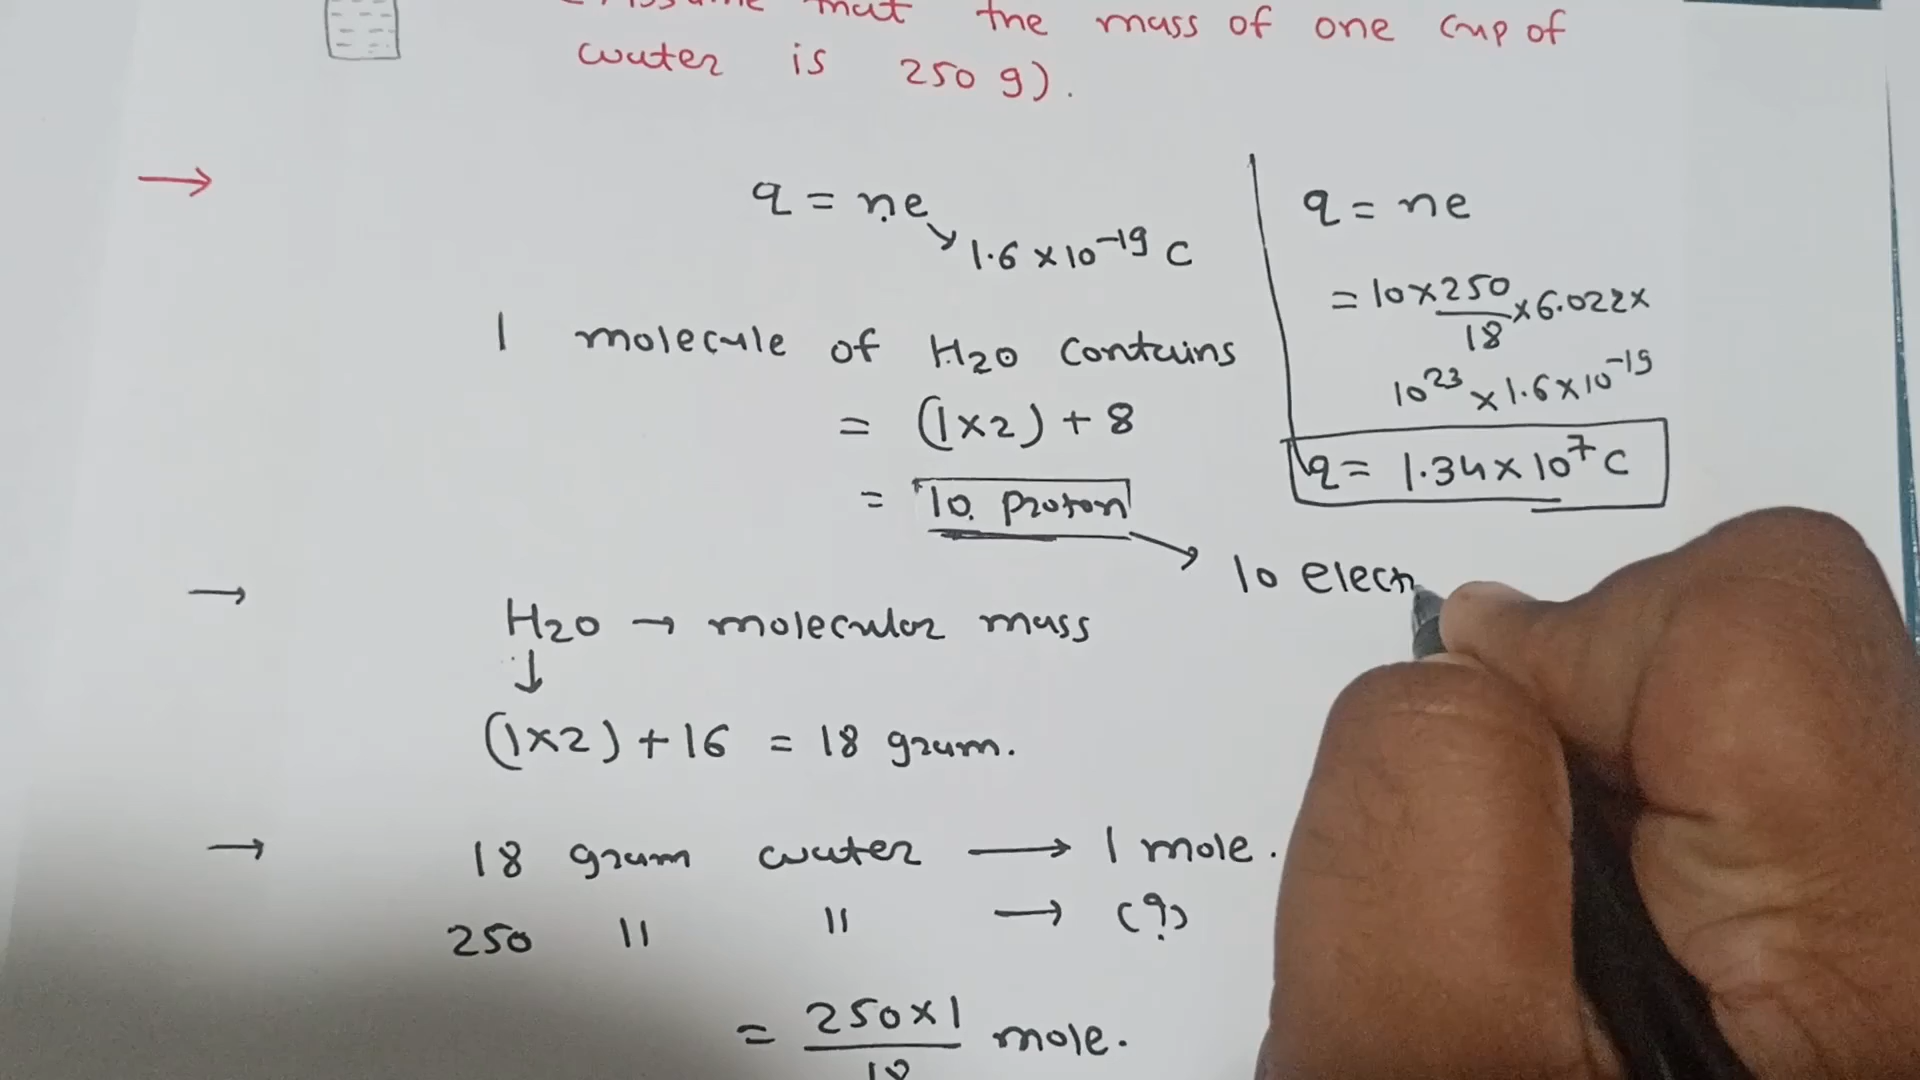 that the mass of one cup of
water is 250 g).
→ q = ne
1.6 × 10⁻¹⁹ C
1 molecule of H2O contains
= (1×2) + 8
= 10 proton
→ 10 elect
→ H2O → molecular mass
↓
(1×2) + 16 = 18 gram.
→ 18 gram water → 1 mole.
250 〃 〃 → (?)
= 250×1 / 18 mole.
q = ne
= 10 × 250/18 × 6.022 ×
10²³ × 1.6 × 10⁻¹⁹
q = 1.34 × 10⁷ C